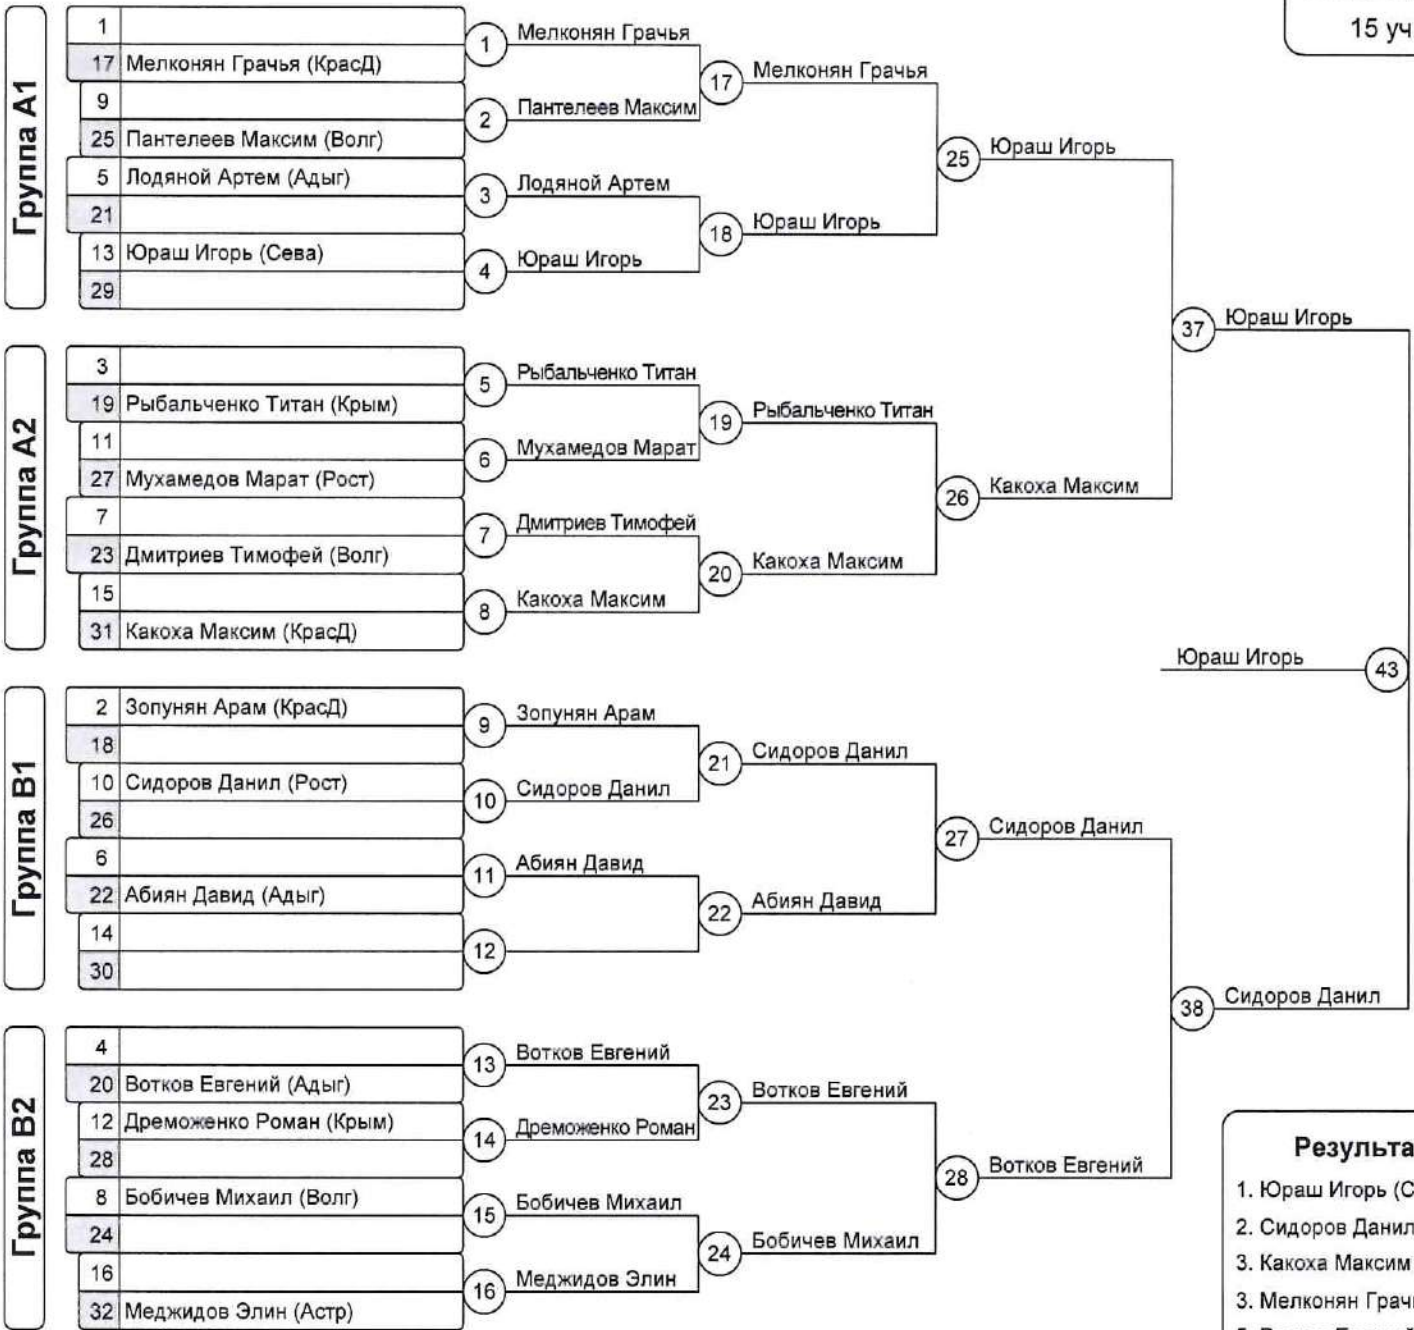 15 уч
Группа A1
1
17 Мелконян Грачья (КрасД)
9
25 Пантелеев Максим (Волг)
5 Лодяной Артем (Адыг)
21
13 Юраш Игорь (Сева)
29
1 Мелконян Грачья
2 Пантелеев Максим
3 Лодяной Артем
4 Юраш Игорь
17 Мелконян Грачья
18 Юраш Игорь
25 Юраш Игорь
Группа A2
3
19 Рыбальченко Титан (Крым)
11
27 Мухамедов Марат (Рост)
7
23 Дмитриев Тимофей (Волг)
15
31 Какоха Максим (КрасД)
5 Рыбальченко Титан
6 Мухамедов Марат
7 Дмитриев Тимофей
8 Какоха Максим
19 Рыбальченко Титан
20 Какоха Максим
26 Какоха Максим
37 Юраш Игорь
Юраш Игорь 43
Группа B1
2 Зопунян Арам (КрасД)
18
10 Сидоров Данил (Рост)
26
6
22 Абиян Давид (Адыг)
14
30
9 Зопунян Арам
10 Сидоров Данил
11 Абиян Давид
12
21 Сидоров Данил
22 Абиян Давид
27 Сидоров Данил
Группа B2
4
20 Вотков Евгений (Адыг)
12 Дреможенко Роман (Крым)
28
8 Бобичев Михаил (Волг)
24
16
32 Меджидов Элин (Астр)
13 Вотков Евгений
14 Дреможенко Роман
15 Бобичев Михаил
16 Меджидов Элин
23 Вотков Евгений
24 Бобичев Михаил
28 Вотков Евгений
38 Сидоров Данил
Результа
1. Юраш Игорь (С
2. Сидоров Данил
3. Какоха Максим
3. Мелконян Грач